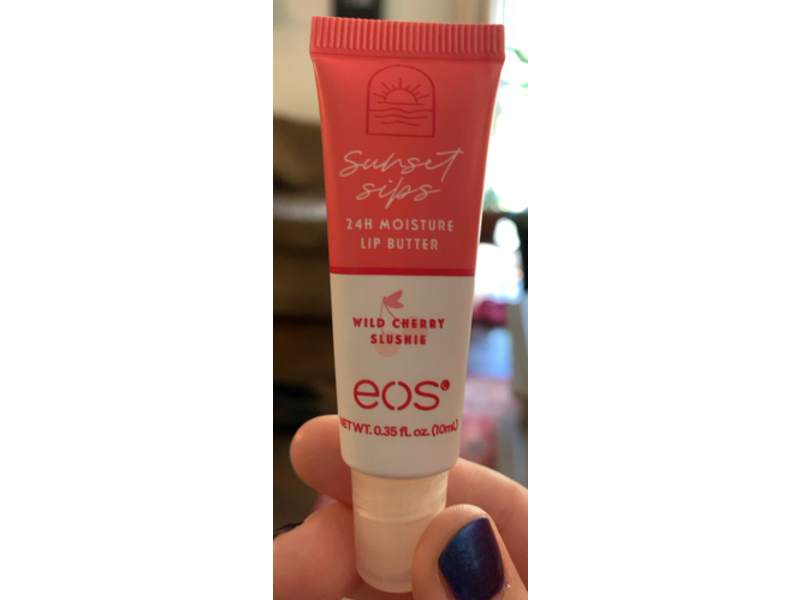 Sunset
sips
24H MOISTURE
LIP BUTTER
WILD CHERRY
SLUSHIE
eos
NET WT. 0.35 fl. oz. (10mL)